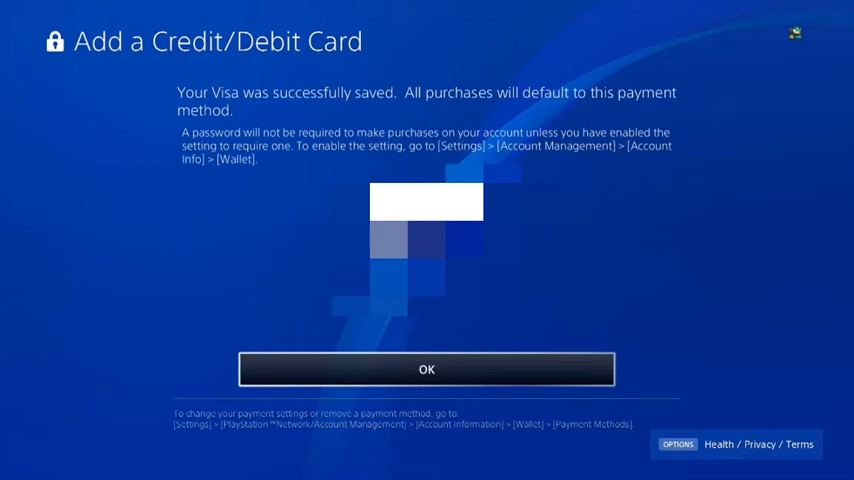 Add a Credit/Debit Card
Your Visa was successfully saved.  All purchases will default to this payment
method.
A password will not be required to make purchases on your account unless you have enabled the
setting to require one. To enable the setting, go to [Settings] > [Account Management] > [Account
Info] > [Wallet].
OK
To change your payment settings or remove a payment method, go to:
[Settings] > [PlayStation™Network/Account Management] > [Account Information] > [Wallet] > [Payment Methods].
OPTIONS Health / Privacy / Terms